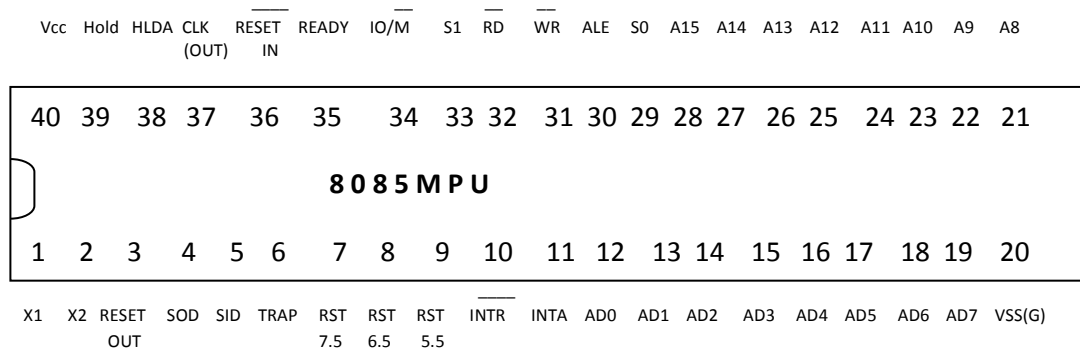 Vcc Hold HLDA CLK RESET READY IO/M S1 RD WR ALE S0 A15 A14 A13 A12 A11 A10 A9 A8
(OUT) IN
40 39 38 37 36 35 34 33 32 31 30 29 28 27 26 25 24 23 22 21
8085MPU
1 2 3 4 5 6 7 8 9 10 11 12 13 14 15 16 17 18 19 20
X1 X2 RESET SOD SID TRAP RST RST RST INTR INTA AD0 AD1 AD2 AD3 AD4 AD5 AD6 AD7 VSS(G)
OUT 7.5 6.5 5.5